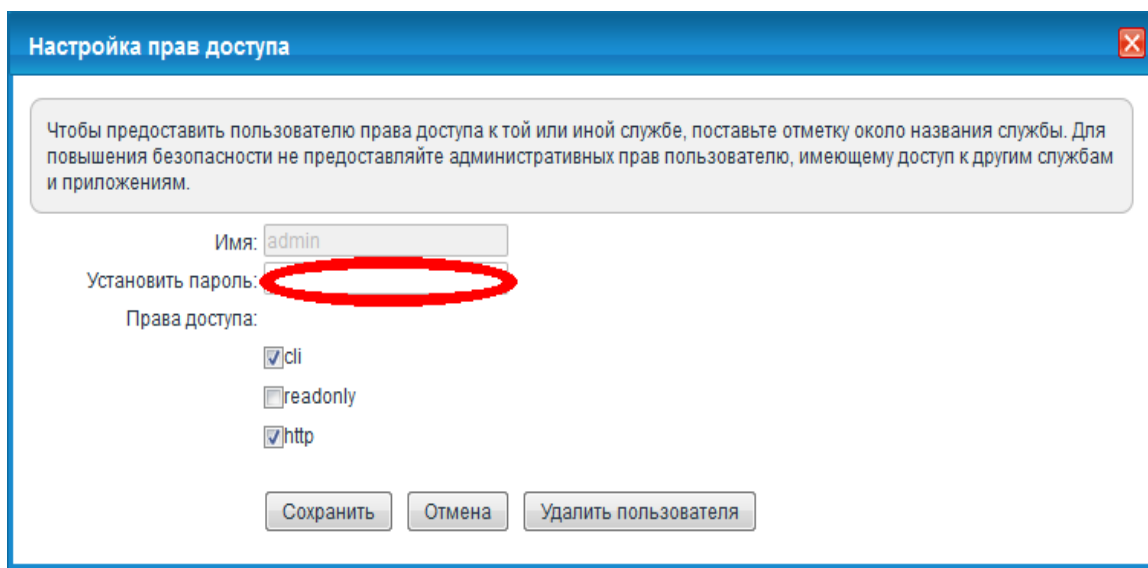 Настройка прав доступа
Чтобы предоставить пользователю права доступа к той или иной службе, поставьте отметку около названия службы. Для
повышения безопасности не предоставляйте административных прав пользователю, имеющему доступ к другим службам
и приложениям.
Имя: admin
Установить пароль:
Права доступа:
cli
readonly
http
Сохранить Отмена Удалить пользователя